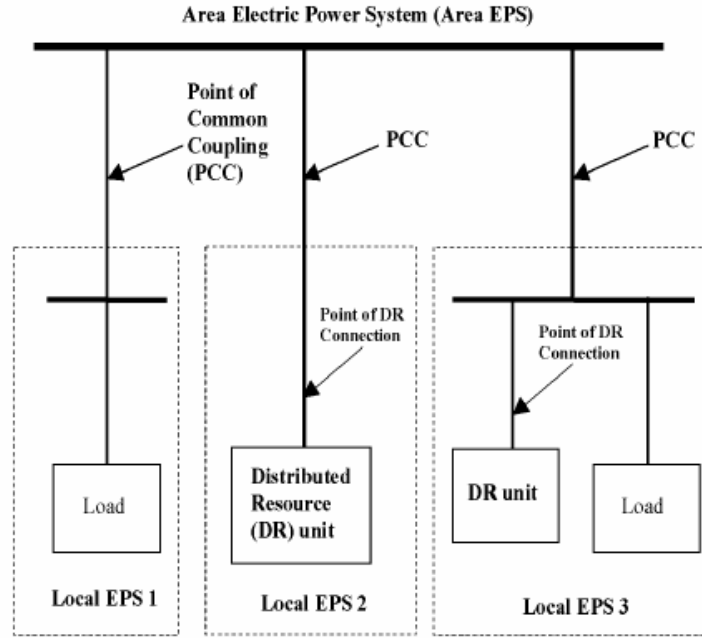 Area Electric Power System (Area EPS)
Point of
Common
Coupling
(PCC)
PCC
PCC
Point of DR
Connection
Point of DR
Connection
Load
Distributed
Resource
(DR) unit
DR unit
Load
Local EPS 1
Local EPS 2
Local EPS 3